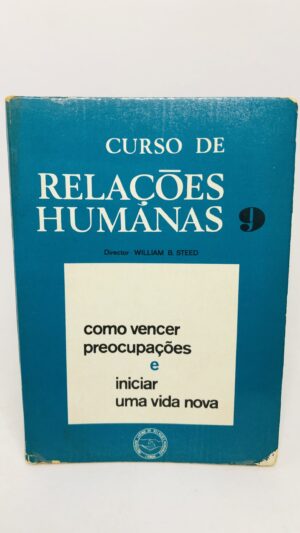 CURSO DE
RELAÇÕES
HUMANAS 9
Director WILLIAM B. STEED
como vencer
preocupações
e
iniciar
uma vida nova